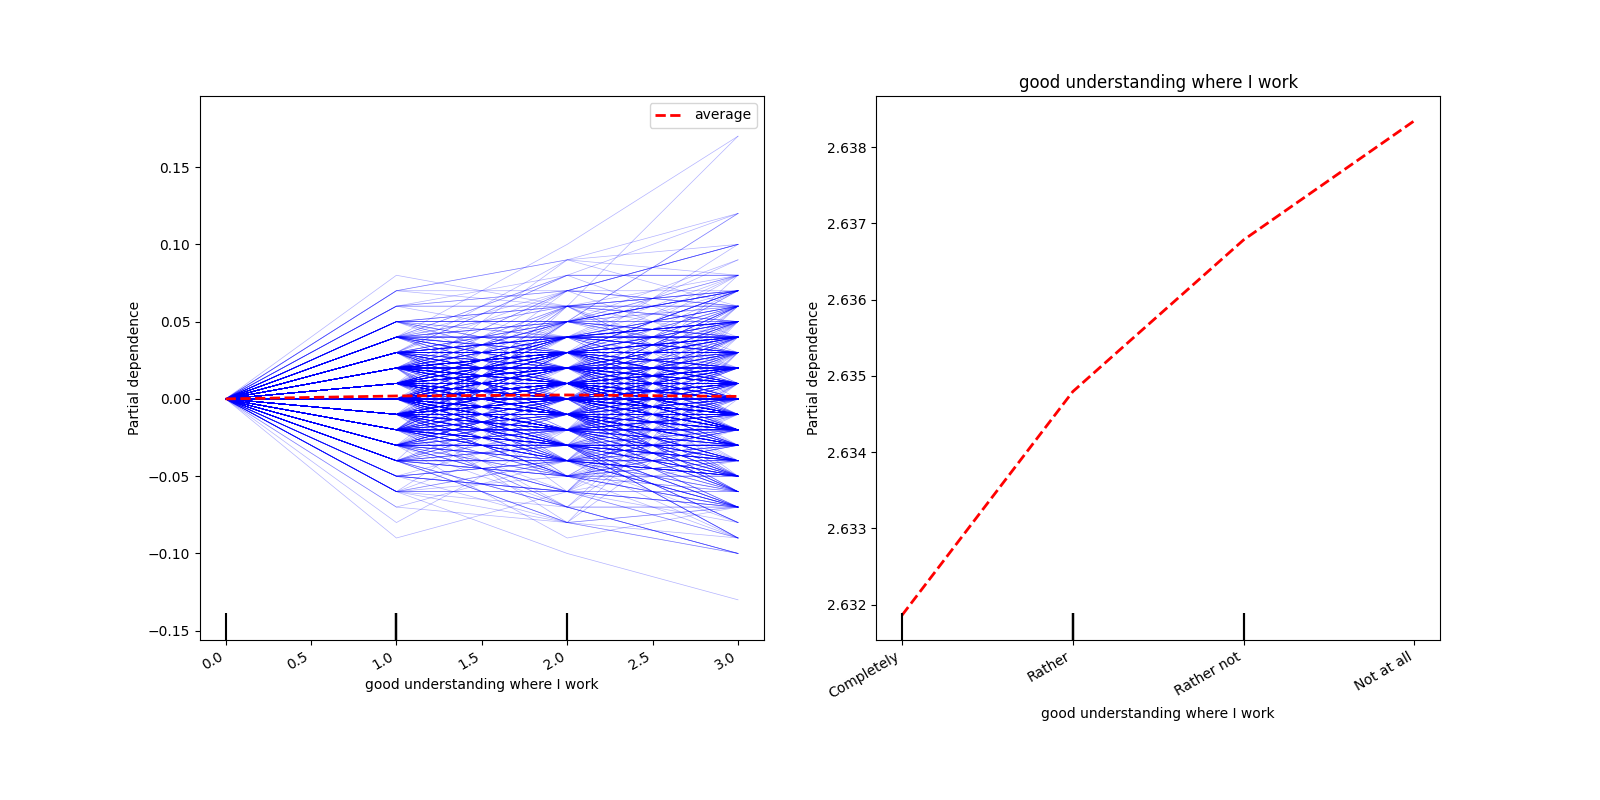 average
Partial dependence
0.15
0.10
0.05
0.00
−0.05
−0.10
−0.15
0.0
0.5
1.0
1.5
2.0
2.5
3.0
good understanding where I work
good understanding where I work
Partial dependence
2.638
2.637
2.636
2.635
2.634
2.633
2.632
Completely
Rather
Rather not
Not at all
good understanding where I work